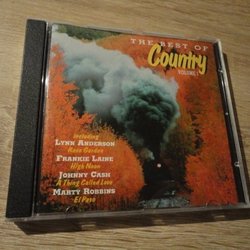 THE BEST OF
Country
VOLUME 1
including
LYNN ANDERSON
Rose Garden
FRANKIE LAINE
High Noon
JOHNNY CASH
A Thing Called Love
MARTY ROBBINS
El Paso